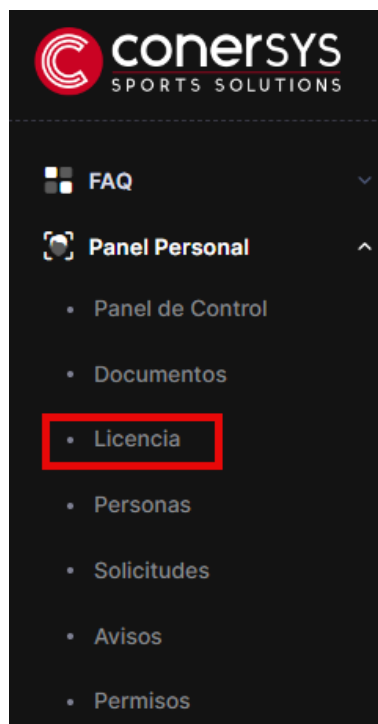 conersys
SPORTS SOLUTIONS
FAQ
Panel Personal
Panel de Control
Documentos
Licencia
Personas
Solicitudes
Avisos
Permisos